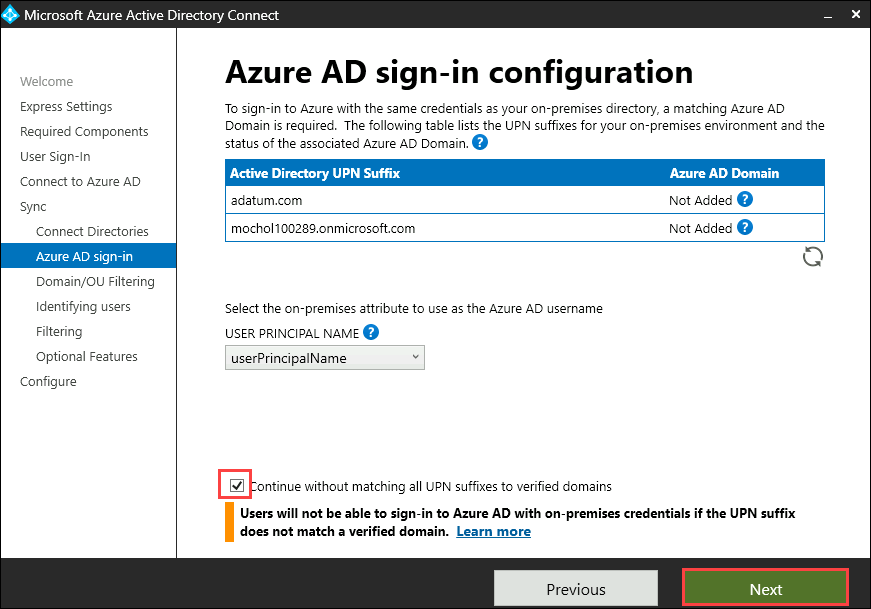 Microsoft Azure Active Directory Connect
Welcome
Express Settings
Required Components
User Sign-In
Connect to Azure AD
Sync
Connect Directories
Azure AD sign-in
Domain/OU Filtering
Identifying users
Filtering
Optional Features
Configure
Azure AD sign-in configuration
To sign-in to Azure with the same credentials as your on-premises directory, a matching Azure AD
Domain is required. The following table lists the UPN suffixes for your on-premises environment and the
status of the associated Azure AD Domain. ?
Active Directory UPN Suffix Azure AD Domain
adatum.com Not Added ?
mochol100289.onmicrosoft.com Not Added ?
Select the on-premises attribute to use as the Azure AD username
USER PRINCIPAL NAME ?
userPrincipalName
Continue without matching all UPN suffixes to verified domains
Users will not be able to sign-in to Azure AD with on-premises credentials if the UPN suffix
does not match a verified domain. Learn more
Previous Next